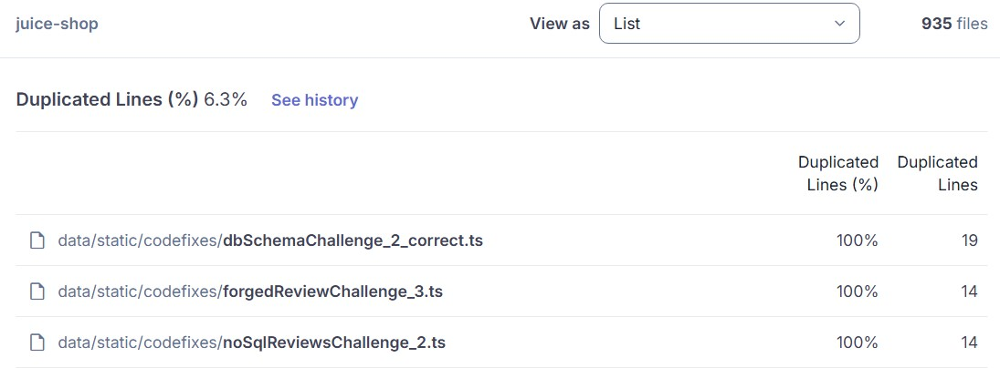 juice-shop View as List 935 files
Duplicated Lines (%) 6.3% See history
Duplicated Lines (%) Duplicated Lines
data/static/codefixes/dbSchemaChallenge_2_correct.ts 100% 19
data/static/codefixes/forgedReviewChallenge_3.ts 100% 14
data/static/codefixes/noSqlReviewsChallenge_2.ts 100% 14